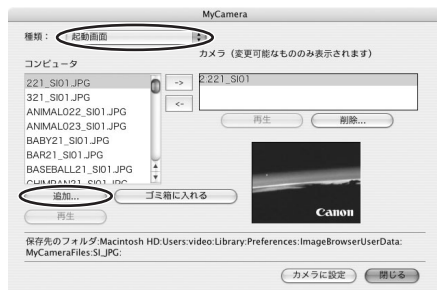 MyCamera
種類： 起動画面
コンピュータ
カメラ（変更可能なもののみ表示されます）
221_SI01.JPG
321_SI01.JPG
ANIMAL022_SI01.JPG
ANIMAL023_SI01.JPG
BABY21_SI01.JPG
BAR21_SI01.JPG
BASEBALL21_SI01.JPG
CHIMPAN21_SI01.JPG
->
<-
2.221_SI01
再生
削除...
追加...
ゴミ箱に入れる
再生
Canon
保存先のフォルダ:Macintosh HD:Users:video:Library:Preferences:ImageBrowserUserData:
MyCameraFiles:SI_JPG:
カメラに設定
閉じる